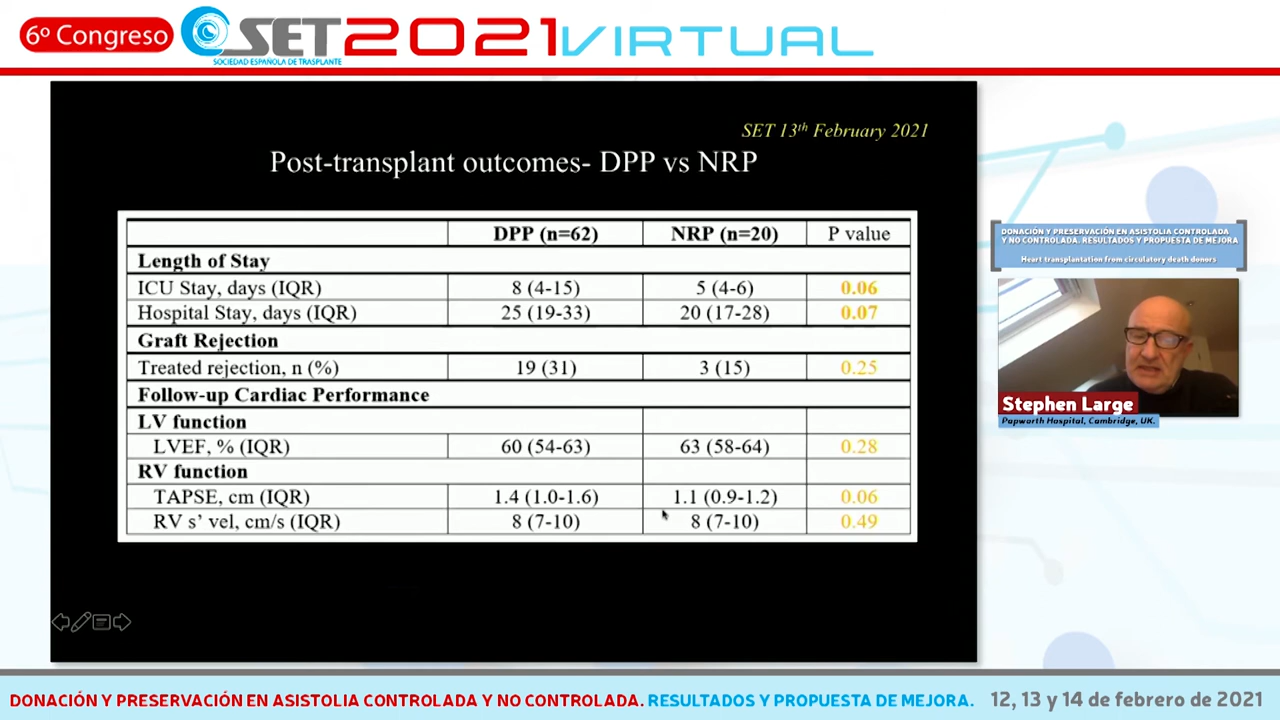 6º Congreso
SET2021VIRTUAL
SOCIEDAD ESPAÑOLA DE TRASPLANTE
SET 13th February 2021
Post-transplant outcomes- DPP vs NRP
DPP (n=62) NRP (n=20) P value
Length of Stay
ICU Stay, days (IQR) 8 (4-15) 5 (4-6) 0.06
Hospital Stay, days (IQR) 25 (19-33) 20 (17-28) 0.07
Graft Rejection
Treated rejection, n (%) 19 (31) 3 (15) 0.25
Follow-up Cardiac Performance
LV function
LVEF, % (IQR) 60 (54-63) 63 (58-64) 0.28
RV function
TAPSE, cm (IQR) 1.4 (1.0-1.6) 1.1 (0.9-1.2) 0.06
RV s’ vel, cm/s (IQR) 8 (7-10) 8 (7-10) 0.49
DONACIÓN Y PRESERVACIÓN EN ASISTOLIA CONTROLADA
Y NO CONTROLADA. RESULTADOS Y PROPUESTA DE MEJORA
Heart transplantation from circulatory death donors
Stephen Large
Papworth Hospital, Cambridge, UK.
DONACIÓN Y PRESERVACIÓN EN ASISTOLIA CONTROLADA Y NO CONTROLADA. RESULTADOS Y PROPUESTA DE MEJORA. 12, 13 y 14 de febrero de 2021